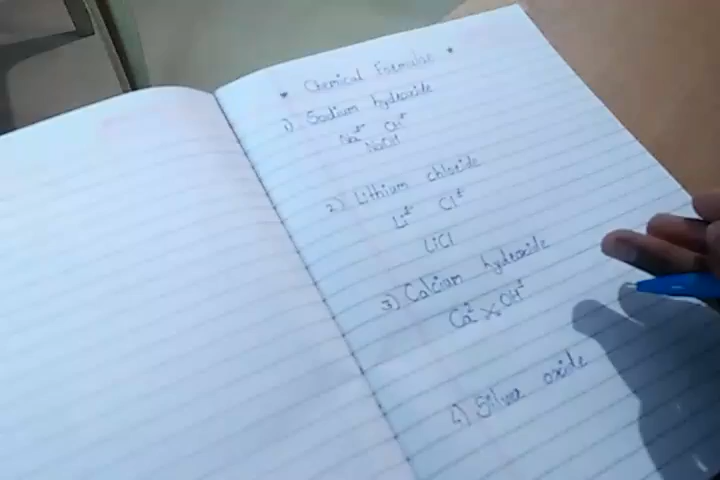 * Chemical Formulae *
1) Sodium hydroxide
NaOH
2) Lithium chloride
LiCl
3) Calcium hydroxide
4) Silver oxide